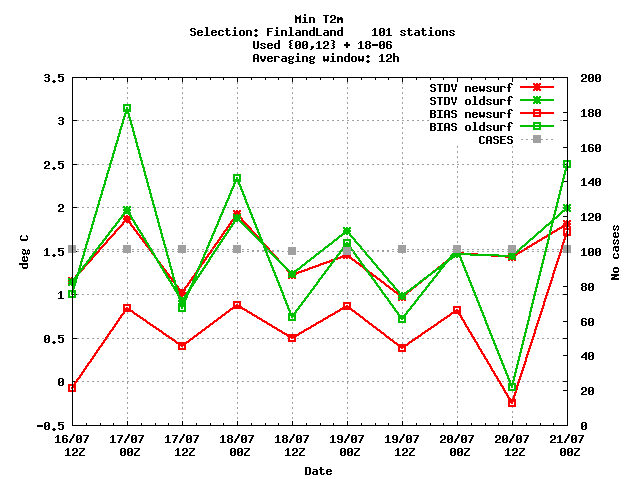 Min T2m
Selection: FinlandLand 101 stations
Used {00,12} + 18-06
Averaging window: 12h
STDV newsurf
STDV oldsurf
BIAS newsurf
BIAS oldsurf
CASES
3.5
3
2.5
2
1.5
1
0.5
0
-0.5
deg C
200
180
160
140
120
100
80
60
40
20
0
No cases
16/07 17/07 17/07 18/07 18/07 19/07 19/07 20/07 20/07 21/07
12Z 00Z 12Z 00Z 12Z 00Z 12Z 00Z 12Z 00Z
Date